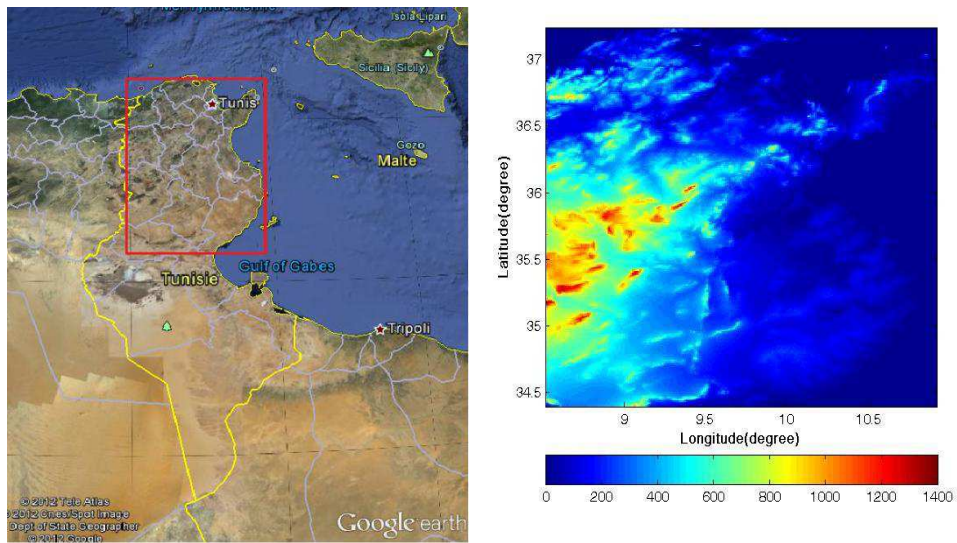 Isola Lipari
Sicilia (Sicily)
Tunis
Gozo
Malte
Gulf of Gabes
Tunisie
Tripoli
© 2012 Tele Atlas
© 2012 Cnes/Spot Image
Dept of State Geographer
© 2012 Google
Google earth
37
36.5
36
35.5
35
34.5
Latitude(degree)
9
9.5
10
10.5
Longitude(degree)
0
200
400
600
800
1000
1200
1400